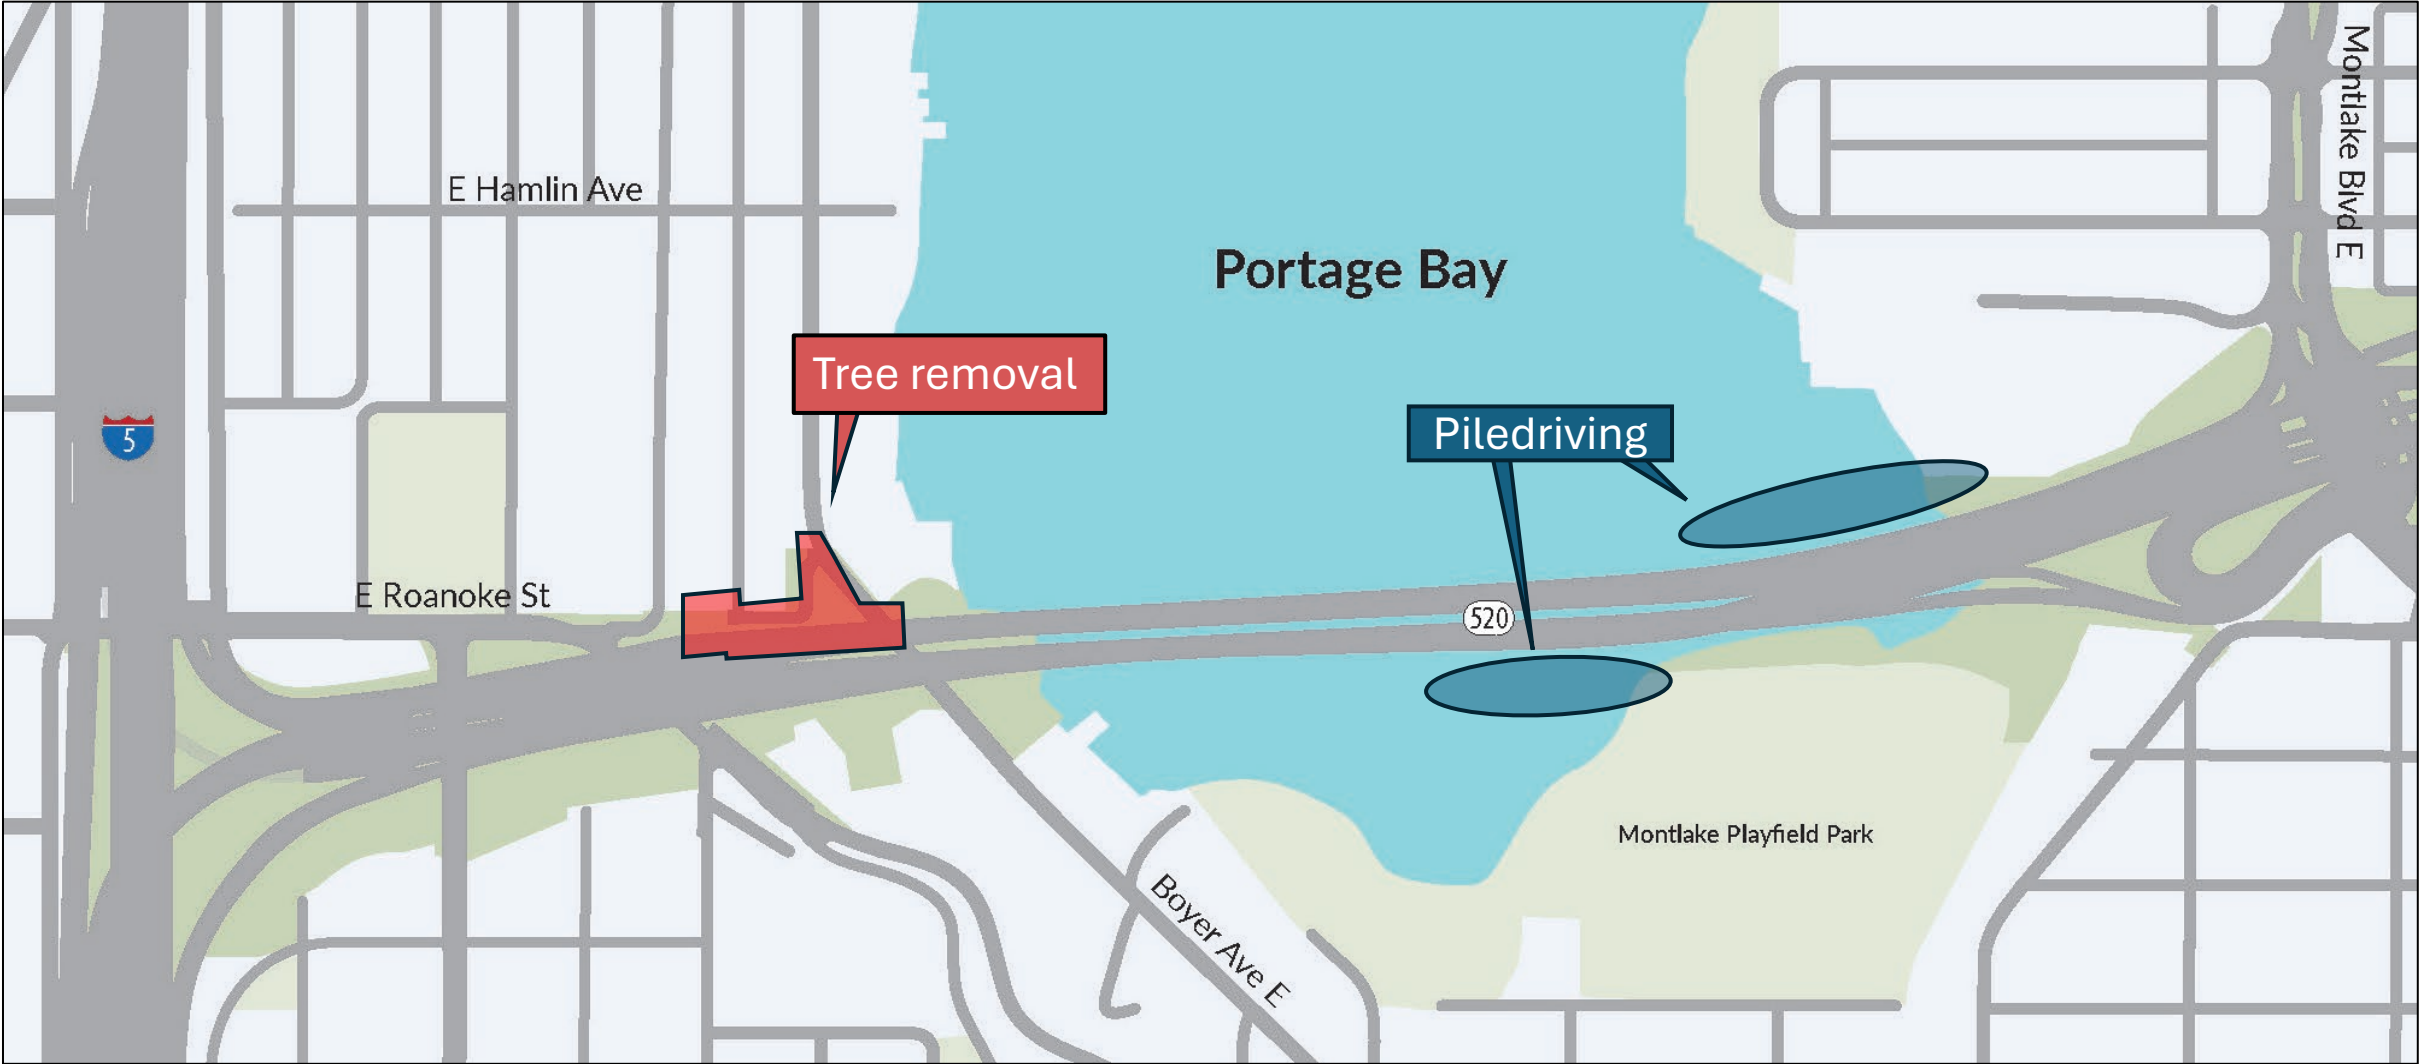 Montlake Blvd E
E Hamlin Ave
Portage Bay
Tree removal
Piledriving
5
E Roanoke St
520
Montlake Playfield Park
Boyer Ave E